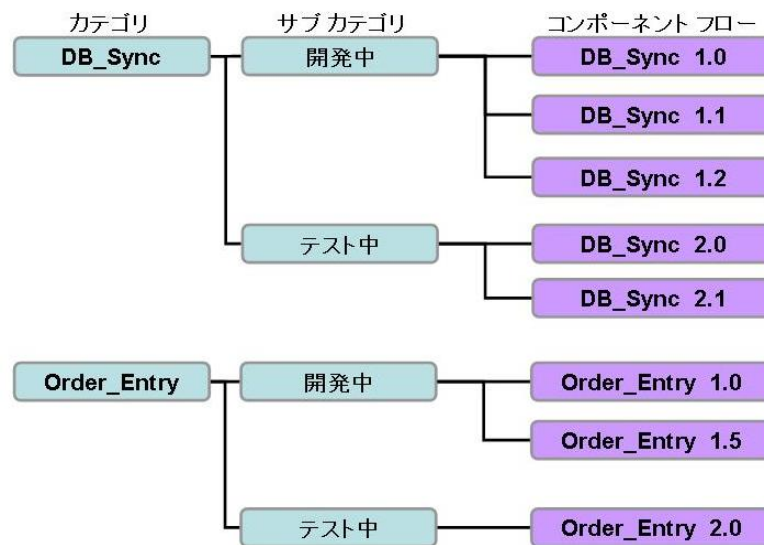 カテゴリ サブ カテゴリ コンポーネント フロー
DB_Sync 開発中 DB_Sync 1.0
DB_Sync 1.1
DB_Sync 1.2
テスト中 DB_Sync 2.0
DB_Sync 2.1
Order_Entry 開発中 Order_Entry 1.0
Order_Entry 1.5
テスト中 Order_Entry 2.0